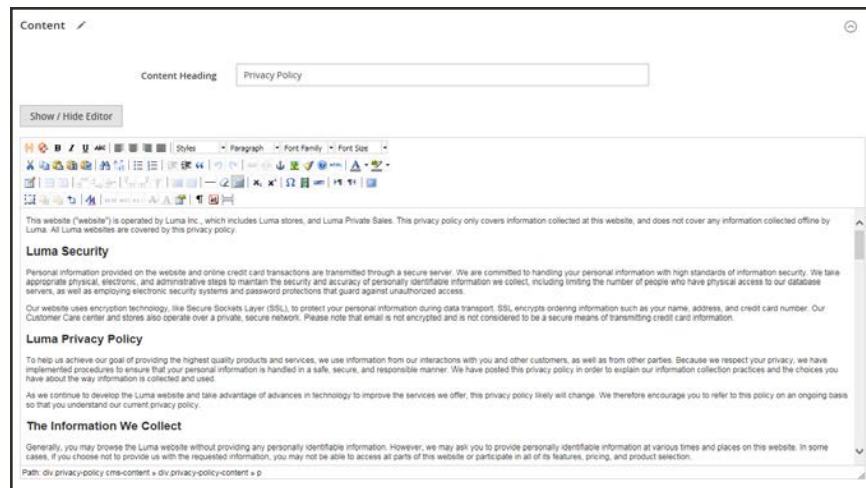 Content
Content Heading
Privacy Policy
Show / Hide Editor
B I U ABC Styles Paragraph Font Family Font Size
This website ("website") is operated by Luma Inc., which includes Luma stores, and Luma Private Sales. This privacy policy only covers information collected at this website, and does not cover any information collected offline by
Luma. All Luma websites are covered by this privacy policy.
Luma Security
Personal information provided on the website and online credit card transactions are transmitted through a secure server. We are committed to handling your personal information with high standards of information security. We take
appropriate physical, electronic, and administrative steps to maintain the security and accuracy of personally identifiable information we collect, including limiting the number of people who have physical access to our database
servers, as well as employing electronic security systems and password protections that guard against unauthorized access.
Our website uses encryption technology, like Secure Sockets Layer (SSL), to protect your personal information during data transport. SSL encrypts ordering information such as your name, address, and credit card number. Our
Customer Care center and stores also operate over a private, secure network. Please note that email is not encrypted and is not considered to be a secure means of transmitting credit card information.
Luma Privacy Policy
To help us achieve our goal of providing the highest quality products and services, we use information from our interactions with you and other customers, as well as from other parties. Because we respect your privacy, we have
implemented procedures to ensure that your personal information is handled in a safe, secure, and responsible manner. We have posted this privacy policy in order to explain our information collection practices and the choices you
have about the way information is collected and used.
As we continue to develop the Luma website and take advantage of advances in technology to improve the services we offer, this privacy policy likely will change. We therefore encourage you to refer to this policy on an ongoing basis
so that you understand our current privacy policy.
The Information We Collect
Generally, you may browse the Luma website without providing any personally identifiable information. However, we may ask you to provide personally identifiable information at various times and places on this website. In some
cases, if you choose not to provide us with the requested information, you may not be able to access all parts of this website or participate in all of its features, pricing, and product selection.
Path: div.privacy-policy cms-content » div.privacy-policy-content » p